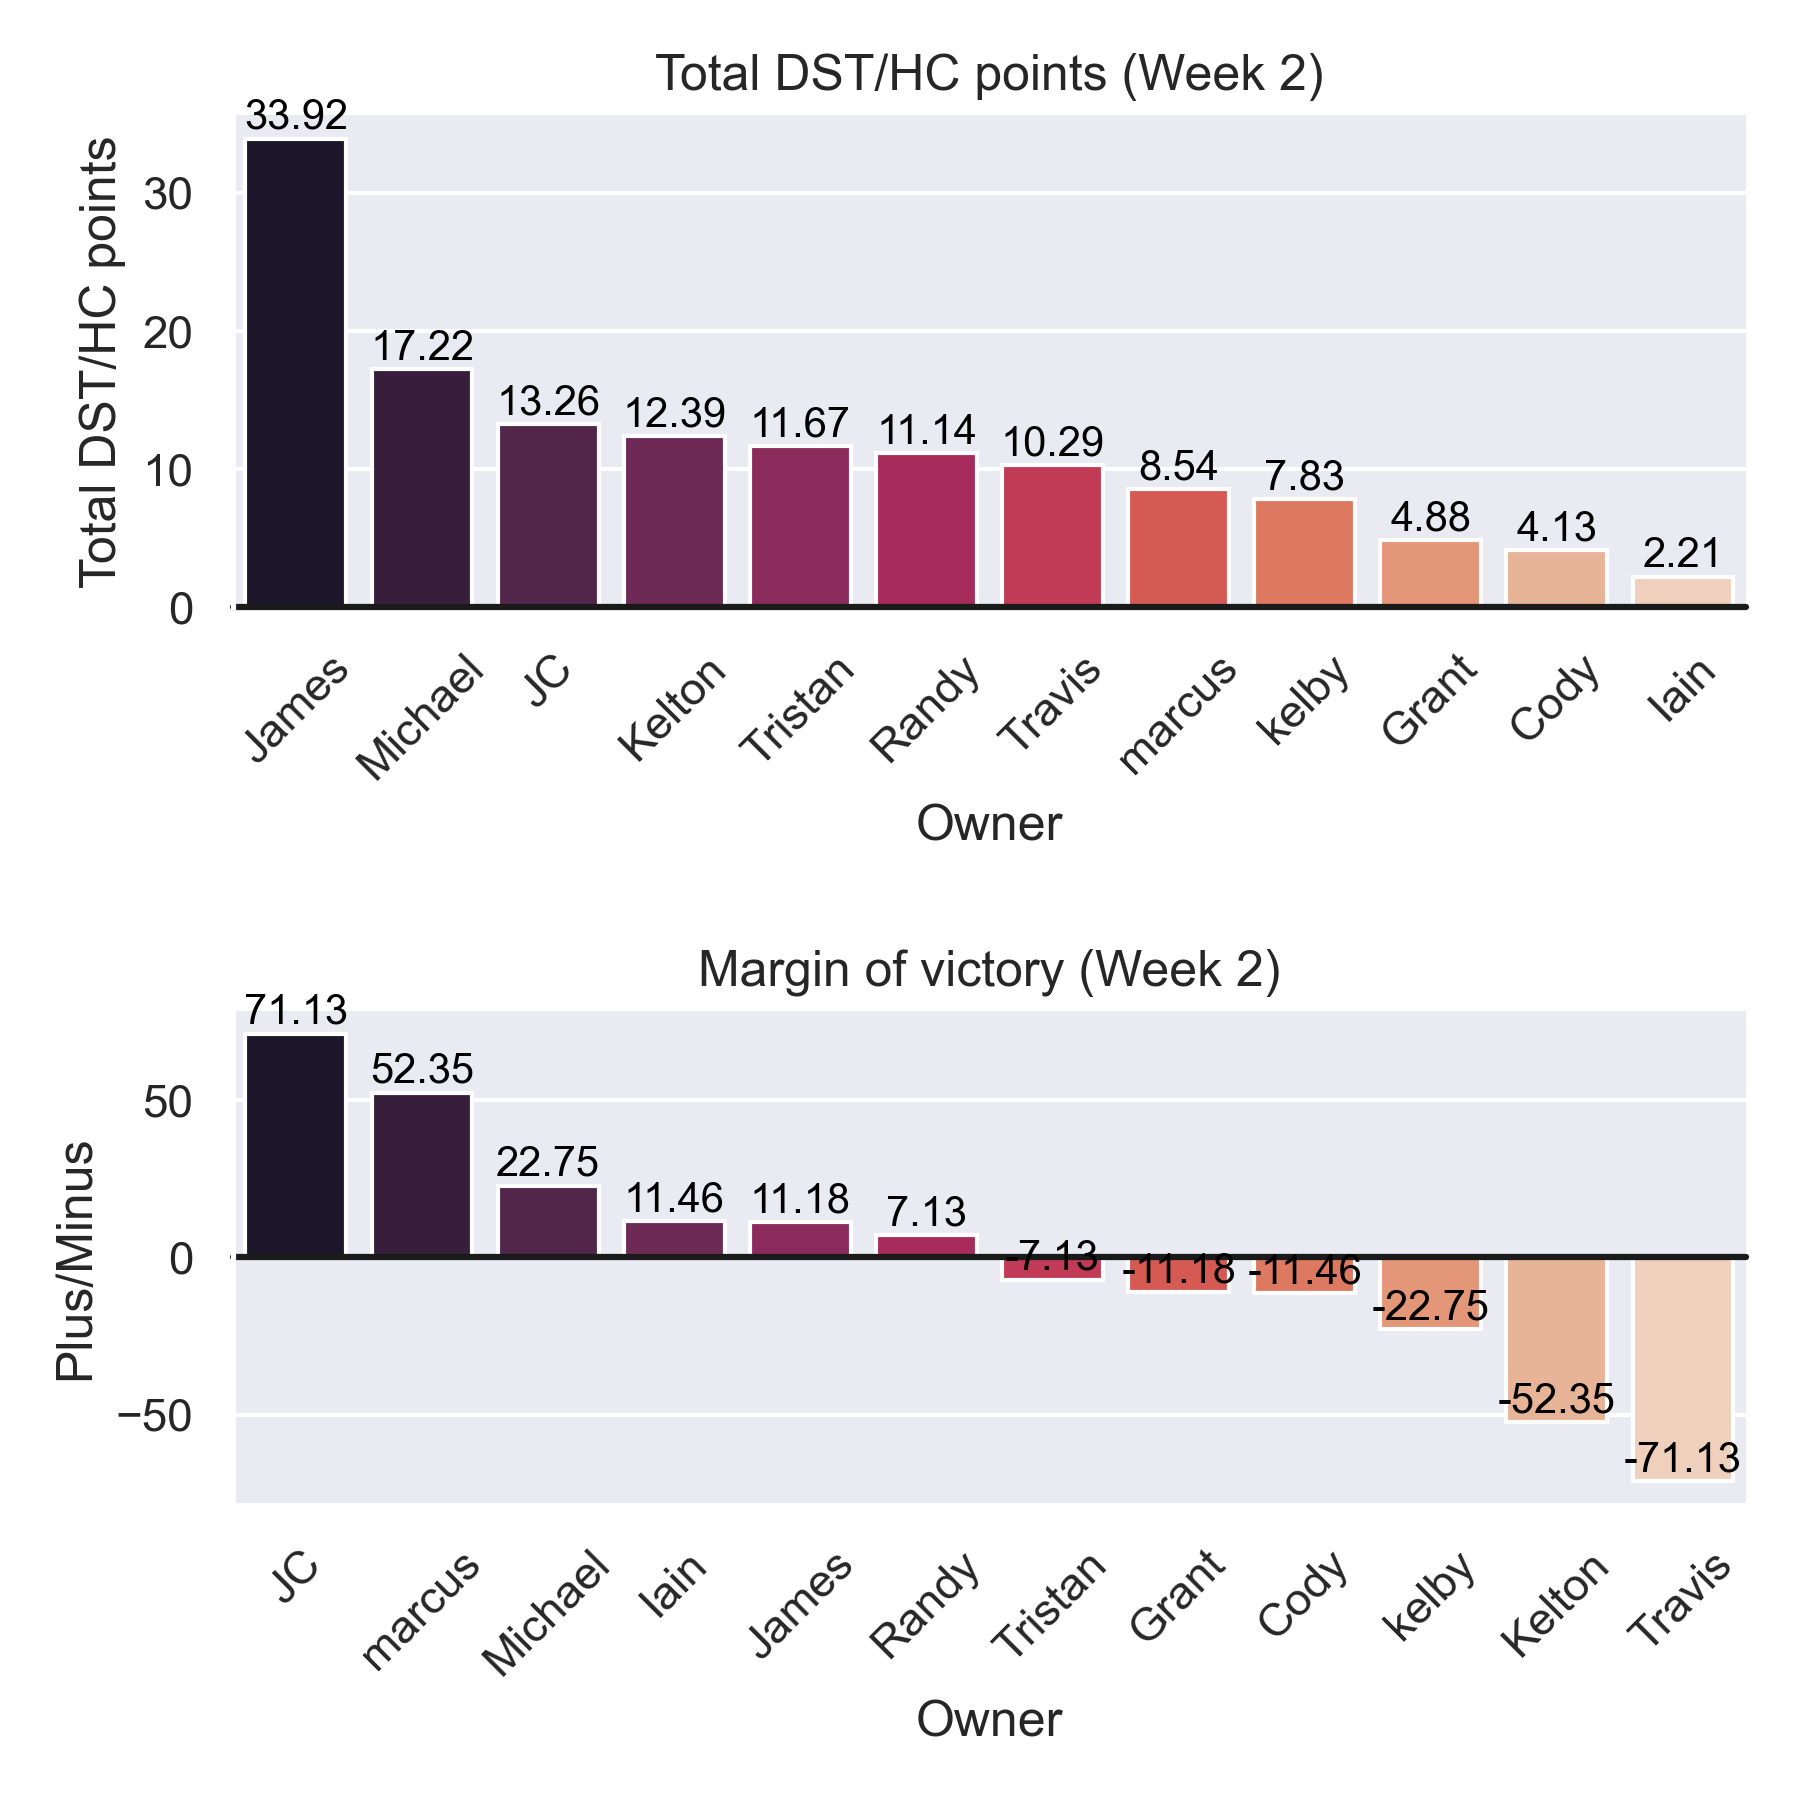 Total DST/HC points (Week 2)
Total DST/HC points
30
20
10
0
33.92
17.22
13.26
12.39
11.67
11.14
10.29
8.54
7.83
4.88
4.13
2.21
James
Michael
JC
Kelton
Tristan
Randy
Travis
marcus
kelby
Grant
Cody
Iain
Owner
Margin of victory (Week 2)
Plus/Minus
50
0
−50
71.13
52.35
22.75
11.46
11.18
7.13
-7.13
-11.18
-11.46
-22.75
-52.35
-71.13
JC
marcus
Michael
Iain
James
Randy
Tristan
Grant
Cody
kelby
Kelton
Travis
Owner